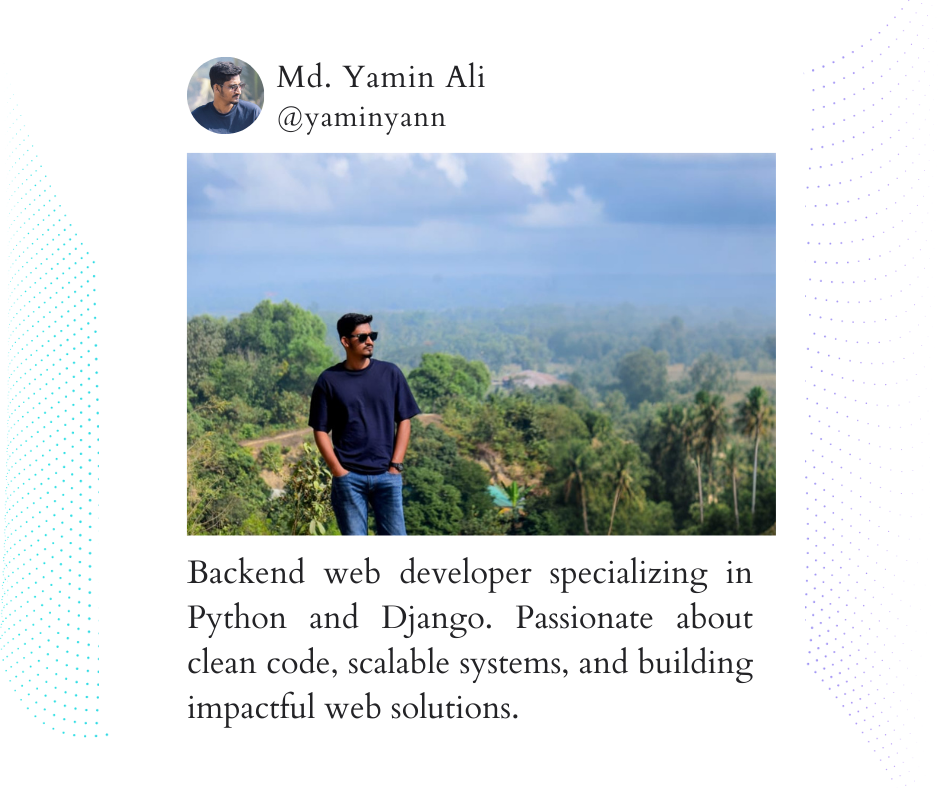 Md. Yamin Ali
@yaminyann
Backend web developer specializing in
Python and Django. Passionate about
clean code, scalable systems, and building
impactful web solutions.